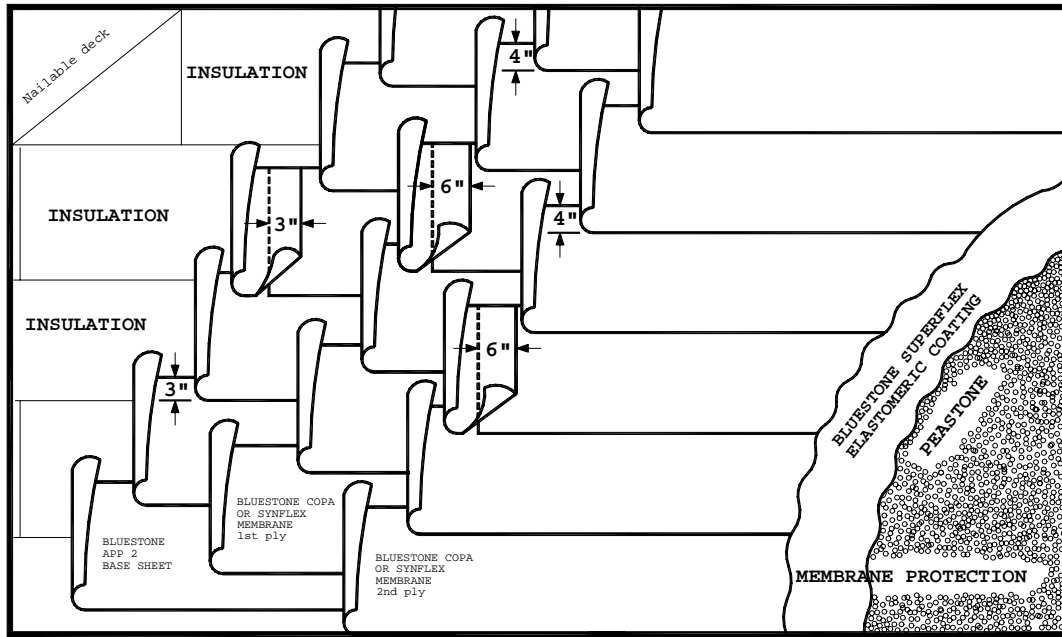 Nailable deck
INSULATION
4"
INSULATION
6"
3"
4"
INSULATION
6"
3"
BLUESTONE SUPERFLEX
ELASTOMERIC COATING
PEASTONE
BLUESTONE COPA
OR SYNFLEX
MEMBRANE
1st ply
BLUESTONE
APP 2
BASE SHEET
BLUESTONE COPA
OR SYNFLEX
MEMBRANE
2nd ply
MEMBRANE PROTECTION